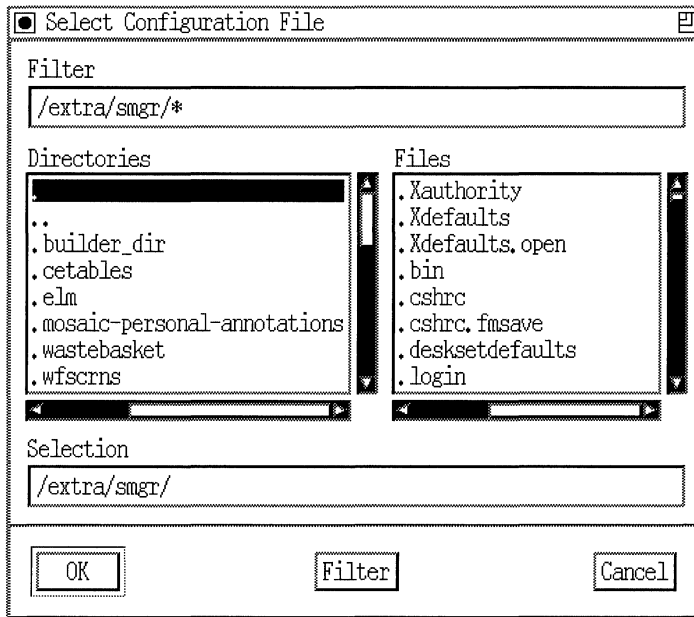 Select Configuration File
Filter
/extra/smgr/*
Directories
.
..
.builder_dir
.cetables
.elm
.mosaic-personal-annotations
.wastebasket
.wfscrns
Files
.Xauthority
.Xdefaults
.Xdefaults.open
.bin
.cshrc
.cshrc.fmsave
.desksetdefaults
.login
Selection
/extra/smgr/
OK
Filter
Cancel